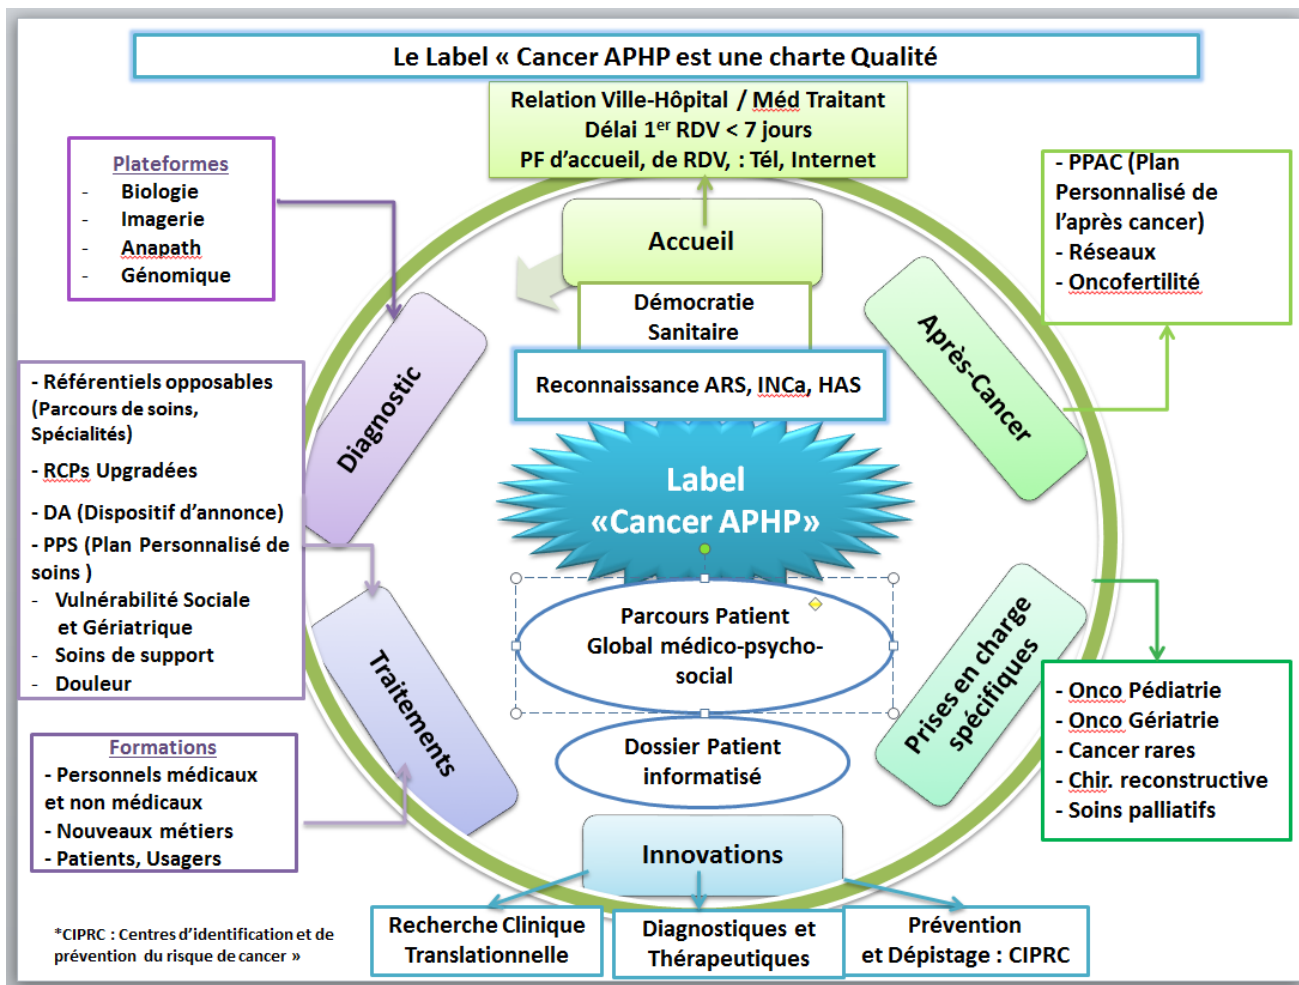 Le Label « Cancer APHP est une charte Qualité
Relation Ville-Hôpital / Méd Traitant
Délai 1er RDV < 7 jours
PF d'accueil, de RDV, : Tél, Internet
Plateformes
- Biologie
- Imagerie
- Anapath
- Génomique
- PPAC (Plan
Personnalisé de
l'après cancer)
- Réseaux
- Oncofertilité
Accueil
Démocratie
Sanitaire
Reconnaissance ARS, INCa, HAS
Diagnostic
Après-Cancer
- Référentiels opposables
(Parcours de soins,
Spécialités)
- RCPs Upgradées
- DA (Dispositif d'annonce)
- PPS (Plan Personnalisé de
soins )
- Vulnérabilité Sociale
et Gériatrique
- Soins de support
- Douleur
Label
«Cancer APHP»
Parcours Patient
Global médico-psycho-
social
Dossier Patient
informatisé
Traitements
Prises en charge
spécifiques
- Onco Pédiatrie
- Onco Gériatrie
- Cancer rares
- Chir. reconstructive
- Soins palliatifs
Formations
- Personnels médicaux
et non médicaux
- Nouveaux métiers
- Patients, Usagers
Innovations
Recherche Clinique
Translationnelle
Diagnostiques et
Thérapeutiques
Prévention
et Dépistage : CIPRC
*CIPRC : Centres d'identification et de
prévention du risque de cancer »